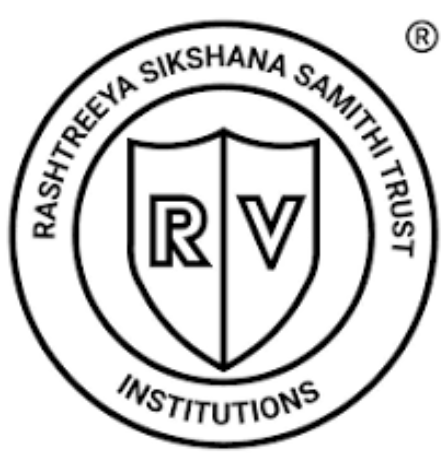 RASHTREEYA SIKSHANA SAMITHI TRUST
®
R V
INSTITUTIONS